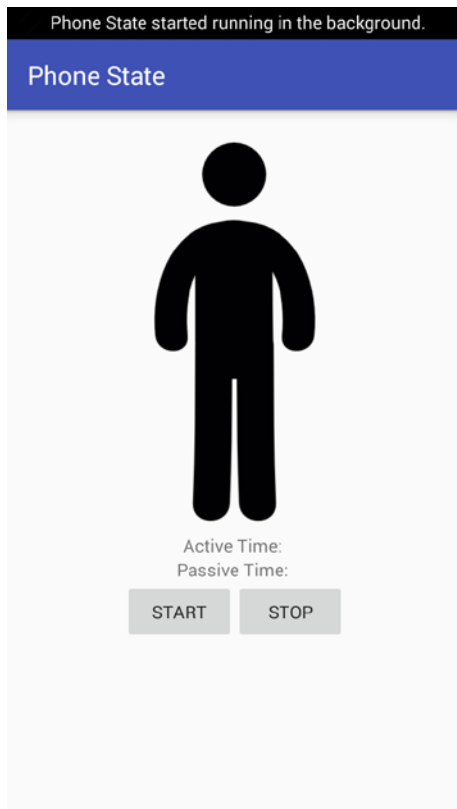 Phone State started running in the background.
Phone State
Active Time:
Passive Time:
START STOP